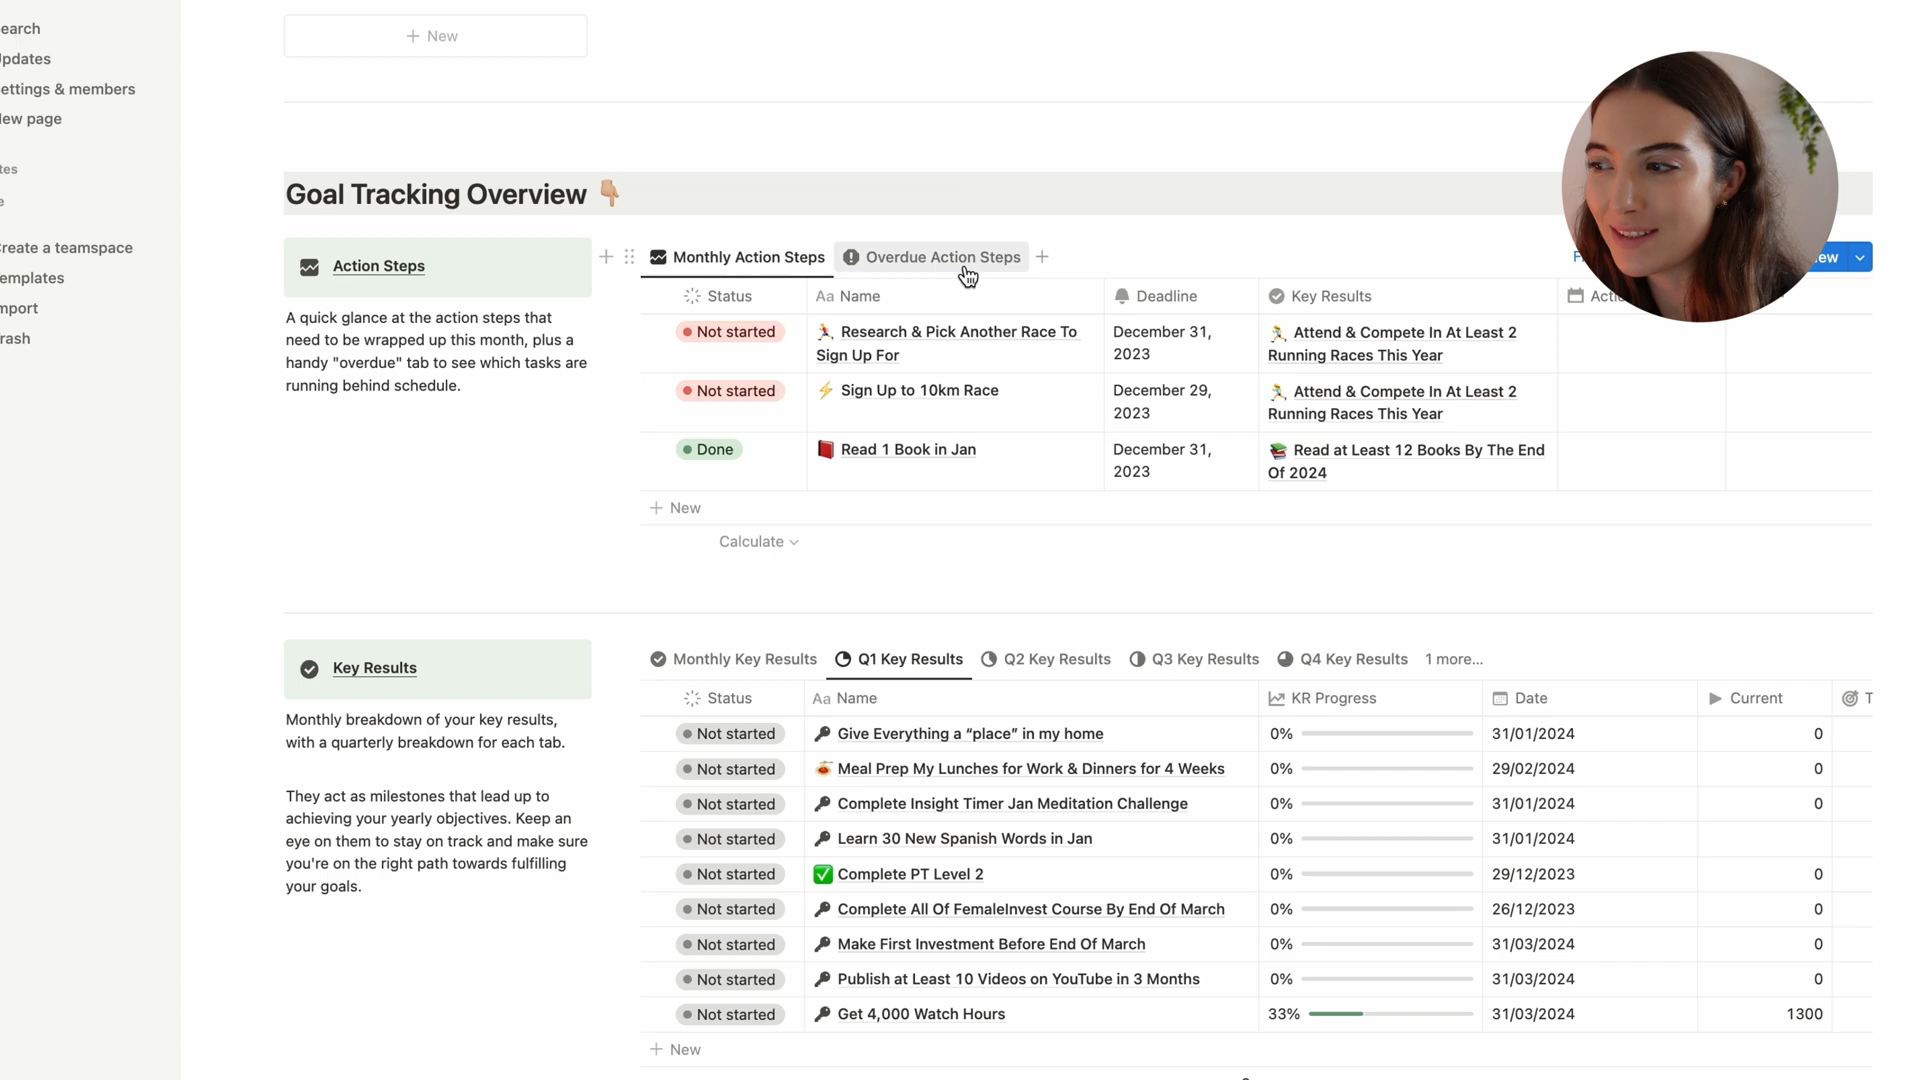 earch
+ New
pdates
ettings & members
ew page
tes
e
Goal Tracking Overview
reate a teamspace
Action Steps
Monthly Action Steps
Overdue Action Steps
ew
emplates
Status
Aa Name
Deadline
Key Results
Acti
mport
A quick glance at the action steps that
need to be wrapped up this month, plus a
handy "overdue" tab to see which tasks are
running behind schedule.
rash
Not started
Research & Pick Another Race To
Sign Up For
December 31,
2023
Attend & Compete In At Least 2
Running Races This Year
Not started
Sign Up to 10km Race
December 29,
2023
Attend & Compete In At Least 2
Running Races This Year
Done
Read 1 Book in Jan
December 31,
2023
Read at Least 12 Books By The End
Of 2024
+ New
Calculate
Key Results
Monthly Key Results
Q1 Key Results
Q2 Key Results
Q3 Key Results
Q4 Key Results
1 more...
Monthly breakdown of your key results,
with a quarterly breakdown for each tab.
They act as milestones that lead up to
achieving your yearly objectives. Keep an
eye on them to stay on track and make sure
you're on the right path towards fulfilling
your goals.
Status
Aa Name
KR Progress
Date
Current
T
Not started Give Everything a “place” in my home 0% 31/01/2024 0
Not started Meal Prep My Lunches for Work & Dinners for 4 Weeks 0% 29/02/2024 0
Not started Complete Insight Timer Jan Meditation Challenge 0% 31/01/2024 0
Not started Learn 30 New Spanish Words in Jan 0% 31/01/2024
Not started Complete PT Level 2 0% 29/12/2023 0
Not started Complete All Of FemaleInvest Course By End Of March 0% 26/12/2023 0
Not started Make First Investment Before End Of March 0% 31/03/2024 0
Not started Publish at Least 10 Videos on YouTube in 3 Months 0% 31/03/2024 0
Not started Get 4,000 Watch Hours 33% 31/03/2024 1300
+ New